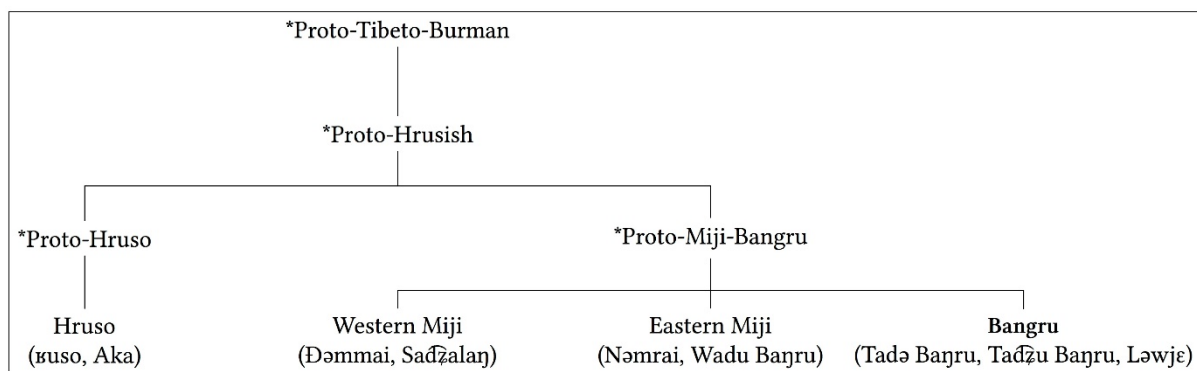 *Proto-Tibeto-Burman
*Proto-Hrusish
*Proto-Hruso
*Proto-Miji-Bangru
Hruso
(ʁuso, Aka)
Western Miji
(Ðəmmai, Sad͡ʑalaŋ)
Eastern Miji
(Nəmrai, Wadu Baŋru)
Bangru
(Tadə Baŋru, Tad͡ʑu Baŋru, Ləwjɛ)